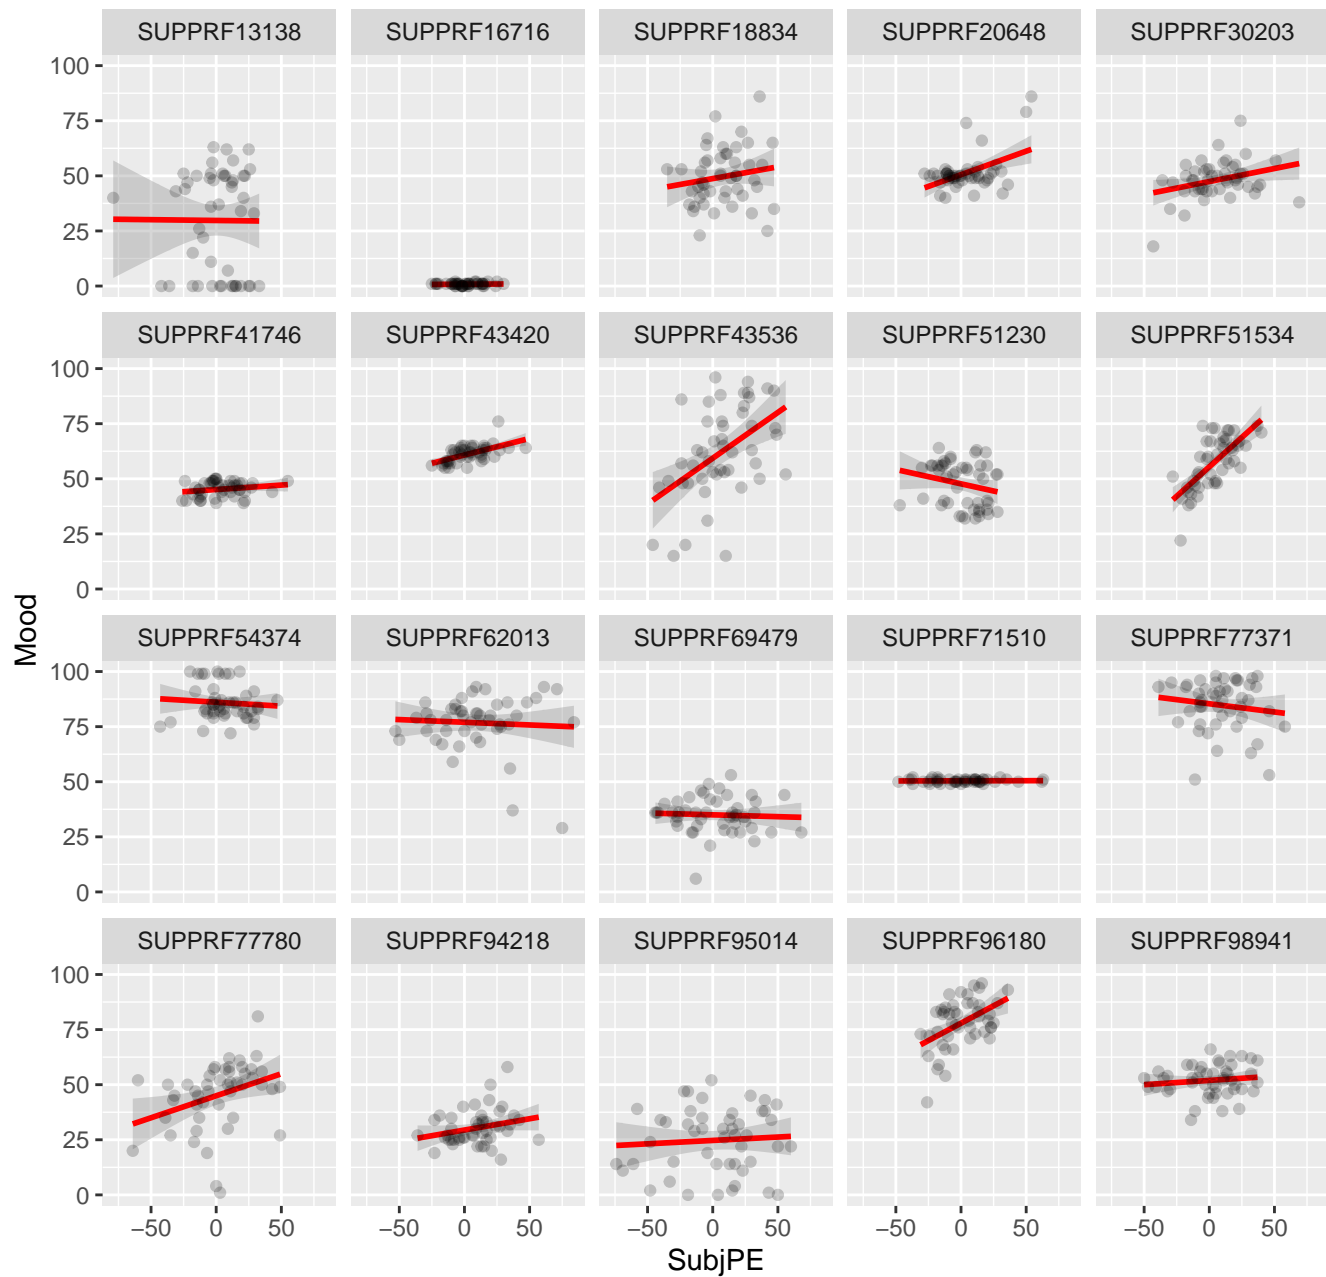 SUPPRF13138 SUPPRF16716 SUPPRF18834 SUPPRF20648 SUPPRF30203
100
75
50
25
0
SUPPRF41746 SUPPRF43420 SUPPRF43536 SUPPRF51230 SUPPRF51534
100
75
50
25
0
Mood
SUPPRF54374 SUPPRF62013 SUPPRF69479 SUPPRF71510 SUPPRF77371
100
75
50
25
0
SUPPRF77780 SUPPRF94218 SUPPRF95014 SUPPRF96180 SUPPRF98941
100
75
50
25
0
−50 0 50 −50 0 50 −50 0 50 −50 0 50 −50 0 50
SubjPE